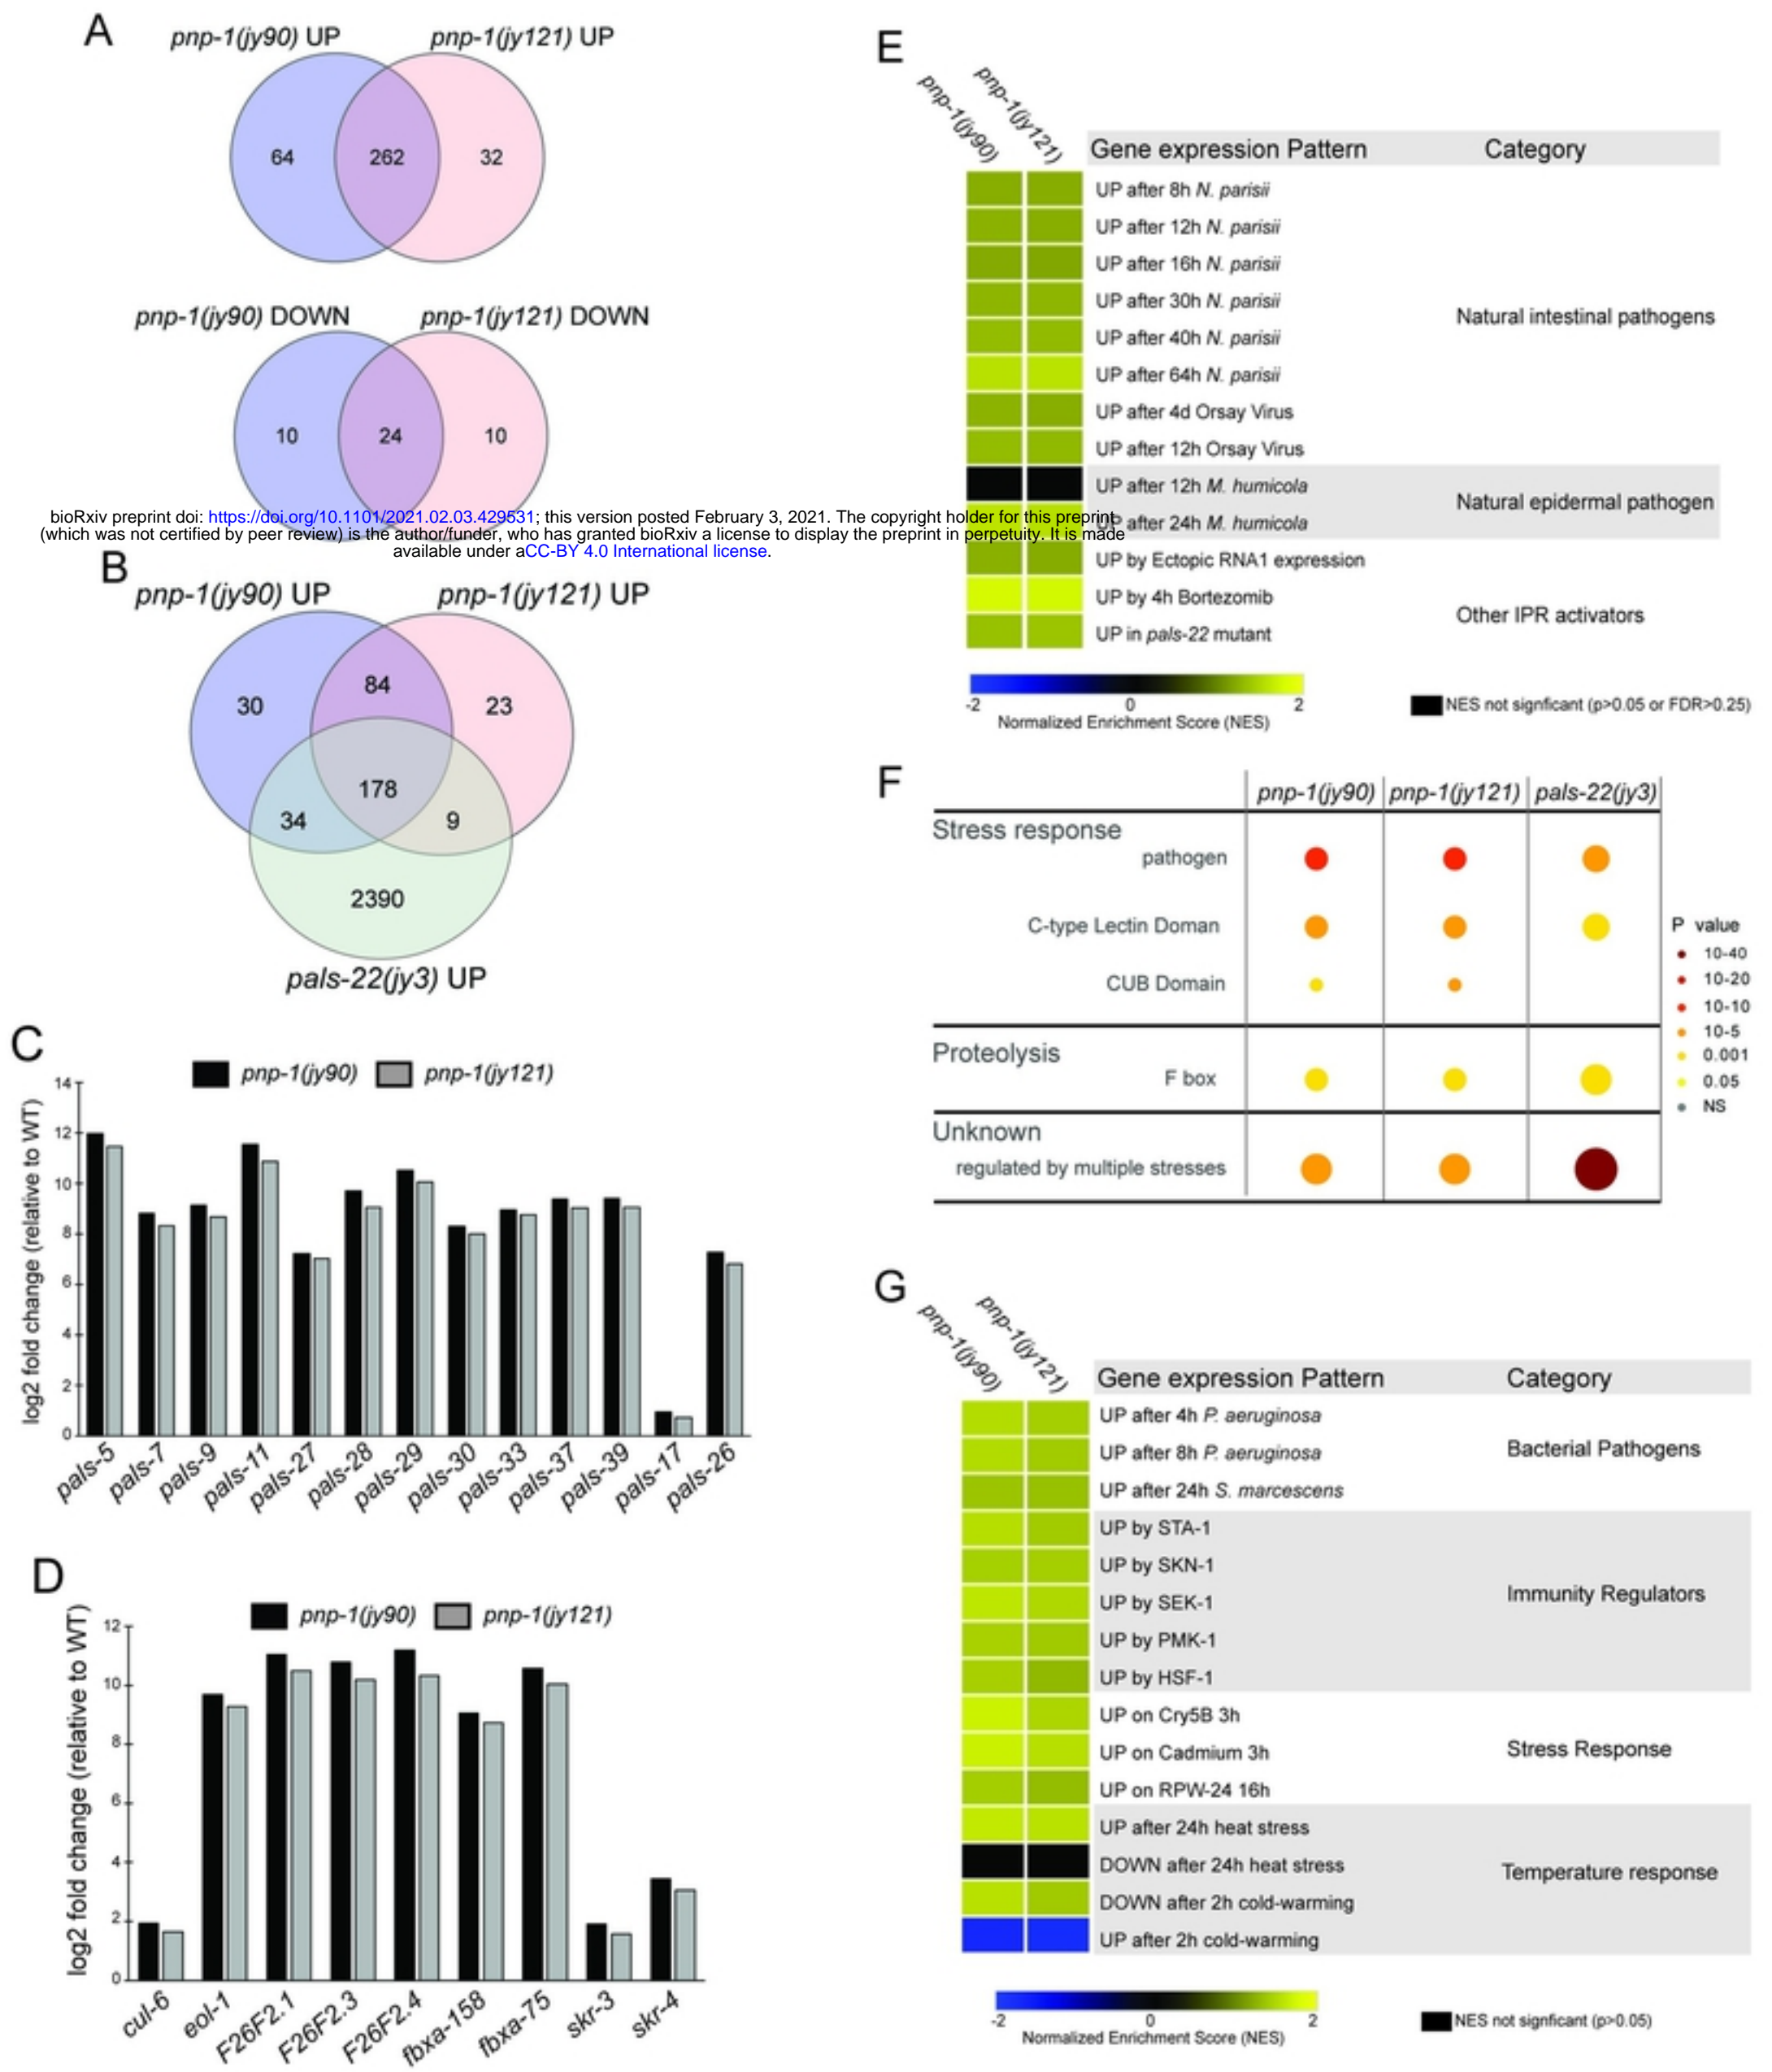 A
pnp-1(jy90) UP
pnp-1(jy121) UP
64
262
32
pnp-1(jy90) DOWN
pnp-1(jy121) DOWN
10
24
10
bioRxiv preprint doi: https://doi.org/10.1101/2021.02.03.429531; this version posted February 3, 2021. The copyright holder for this preprint
(which was not certified by peer review) is the author/funder, who has granted bioRxiv a license to display the preprint in perpetuity. It is made
available under aCC-BY 4.0 International license.
B
pnp-1(jy90) UP
pnp-1(jy121) UP
30
84
23
178
34
9
2390
pals-22(jy3) UP
C
pnp-1(jy90)
pnp-1(jy121)
log2 fold change (relative to WT)
14
12
10
8
6
4
2
0
pals-5
pals-7
pals-9
pals-11
pals-27
pals-28
pals-29
pals-30
pals-33
pals-37
pals-39
pals-17
pals-26
D
pnp-1(jy90)
pnp-1(jy121)
log2 fold change (relative to WT)
12
10
8
6
4
2
0
cul-6
eol-1
F26F2.1
F26F2.3
F26F2.4
fbxa-158
fbxa-75
skr-3
skr-4
E
pnp-1(jy90)
pnp-1(jy121)
Gene expression Pattern
Category
UP after 8h N. parisii
UP after 12h N. parisii
UP after 16h N. parisii
UP after 30h N. parisii
UP after 40h N. parisii
UP after 64h N. parisii
UP after 4d Orsay Virus
UP after 12h Orsay Virus
Natural intestinal pathogens
UP after 12h M. humicola
UP after 24h M. humicola
Natural epidermal pathogen
UP by Ectopic RNA1 expression
UP by 4h Bortezomib
UP in pals-22 mutant
Other IPR activators
-2
0
2
Normalized Enrichment Score (NES)
NES not signficant (p>0.05 or FDR>0.25)
F
pnp-1(jy90)
pnp-1(jy121)
pals-22(jy3)
Stress response
pathogen
C-type Lectin Doman
CUB Domain
Proteolysis
F box
Unknown
regulated by multiple stresses
P value
10-40
10-20
10-10
10-5
0.001
0.05
NS
G
pnp-1(jy90)
pnp-1(jy121)
Gene expression Pattern
Category
UP after 4h P. aeruginosa
UP after 8h P. aeruginosa
UP after 24h S. marcescens
Bacterial Pathogens
UP by STA-1
UP by SKN-1
UP by SEK-1
UP by PMK-1
UP by HSF-1
Immunity Regulators
UP on Cry5B 3h
UP on Cadmium 3h
UP on RPW-24 16h
Stress Response
UP after 24h heat stress
DOWN after 24h heat stress
DOWN after 2h cold-warming
UP after 2h cold-warming
Temperature response
-2
0
2
Normalized Enrichment Score (NES)
NES not signficant (p>0.05)